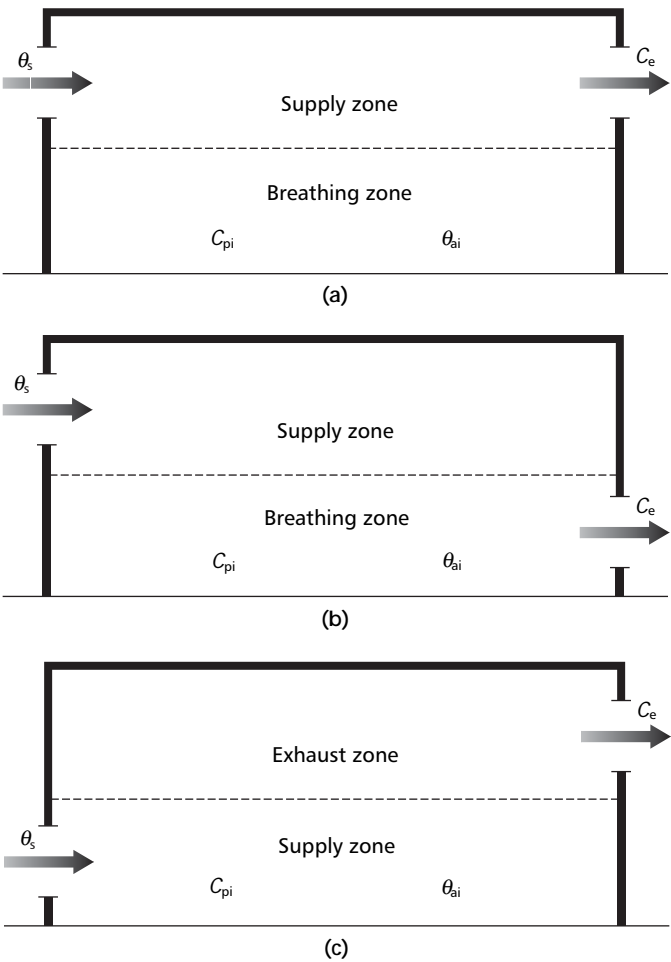 θs
Ce
Supply zone
Breathing zone
Cpi θai
(a)
θs
Supply zone
Ce
Breathing zone
Cpi θai
(b)
Ce
Exhaust zone
θs
Supply zone
Cpi θai
(c)